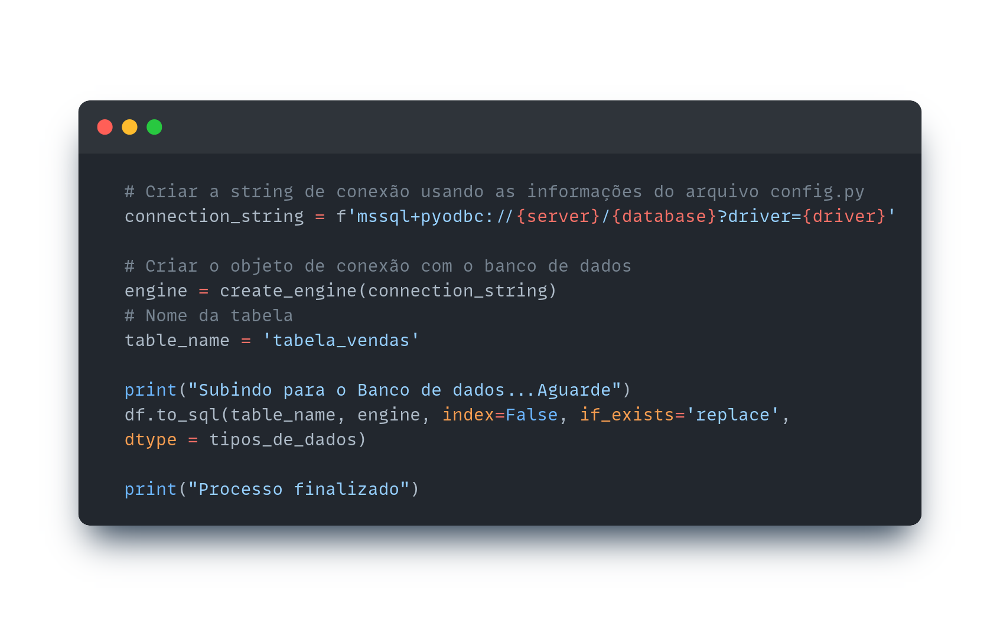 # Criar a string de conexão usando as informações do arquivo config.py
connection_string = f'mssql+pyodbc://{server}/{database}?driver={driver}'
# Criar o objeto de conexão com o banco de dados
engine = create_engine(connection_string)
# Nome da tabela
table_name = 'tabela_vendas'
print("Subindo para o Banco de dados...Aguarde")
df.to_sql(table_name, engine, index=False, if_exists='replace',
dtype = tipos_de_dados)
print("Processo finalizado")